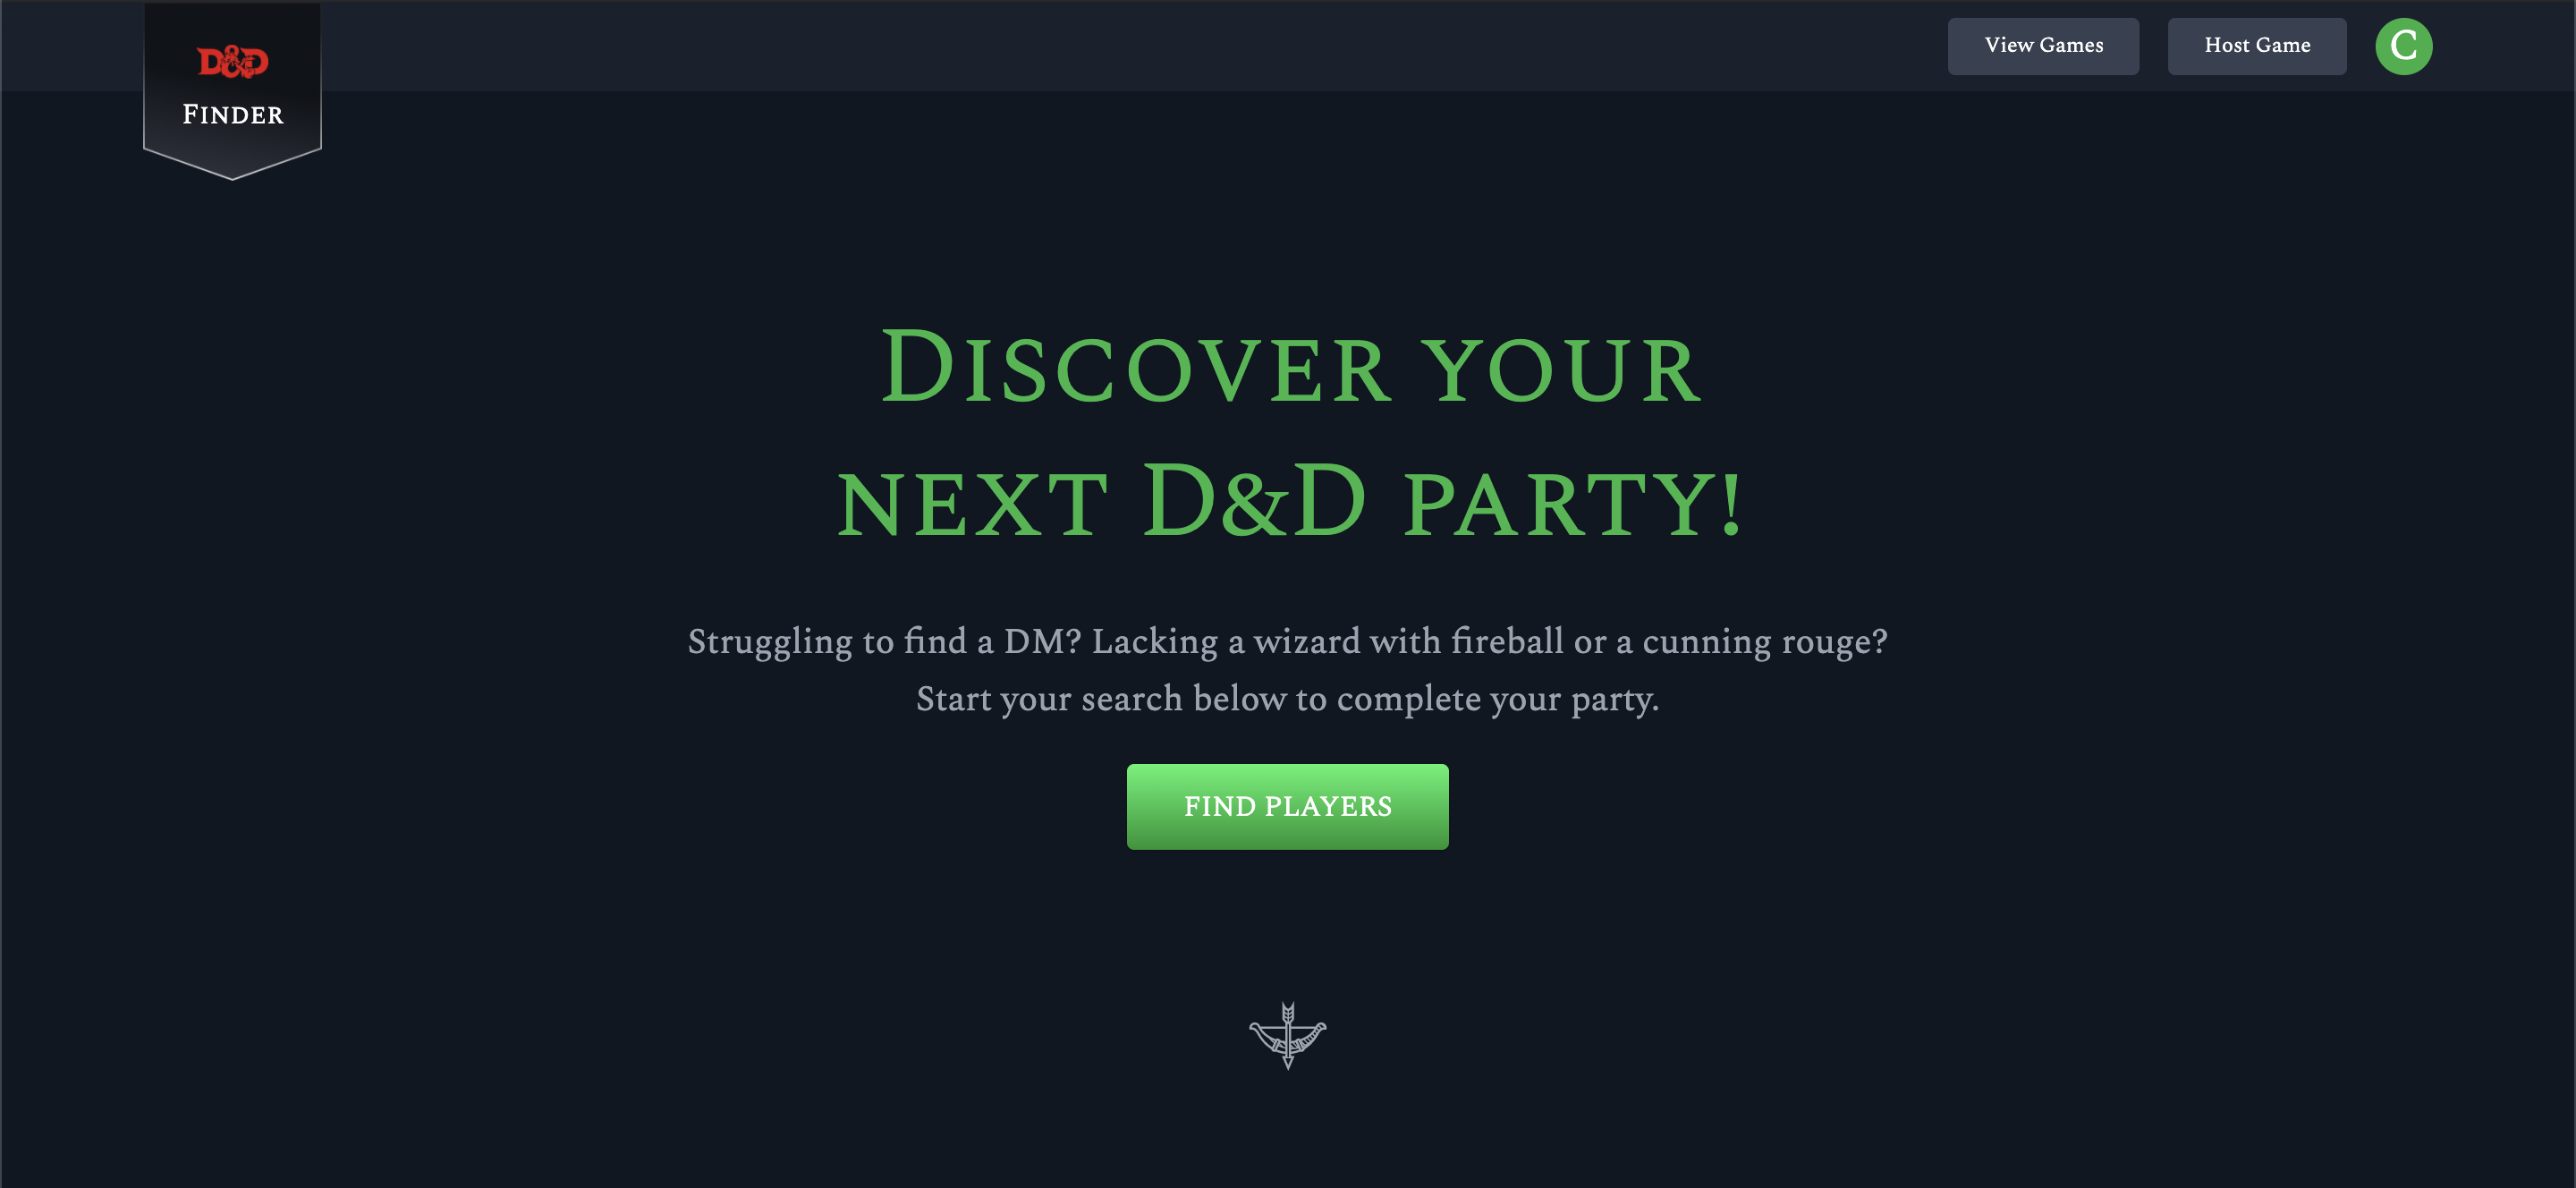 D&D
Finder
View Games
Host Game
C
Discover your
next D&D party!
Struggling to find a DM? Lacking a wizard with fireball or a cunning rouge?
Start your search below to complete your party.
FIND PLAYERS